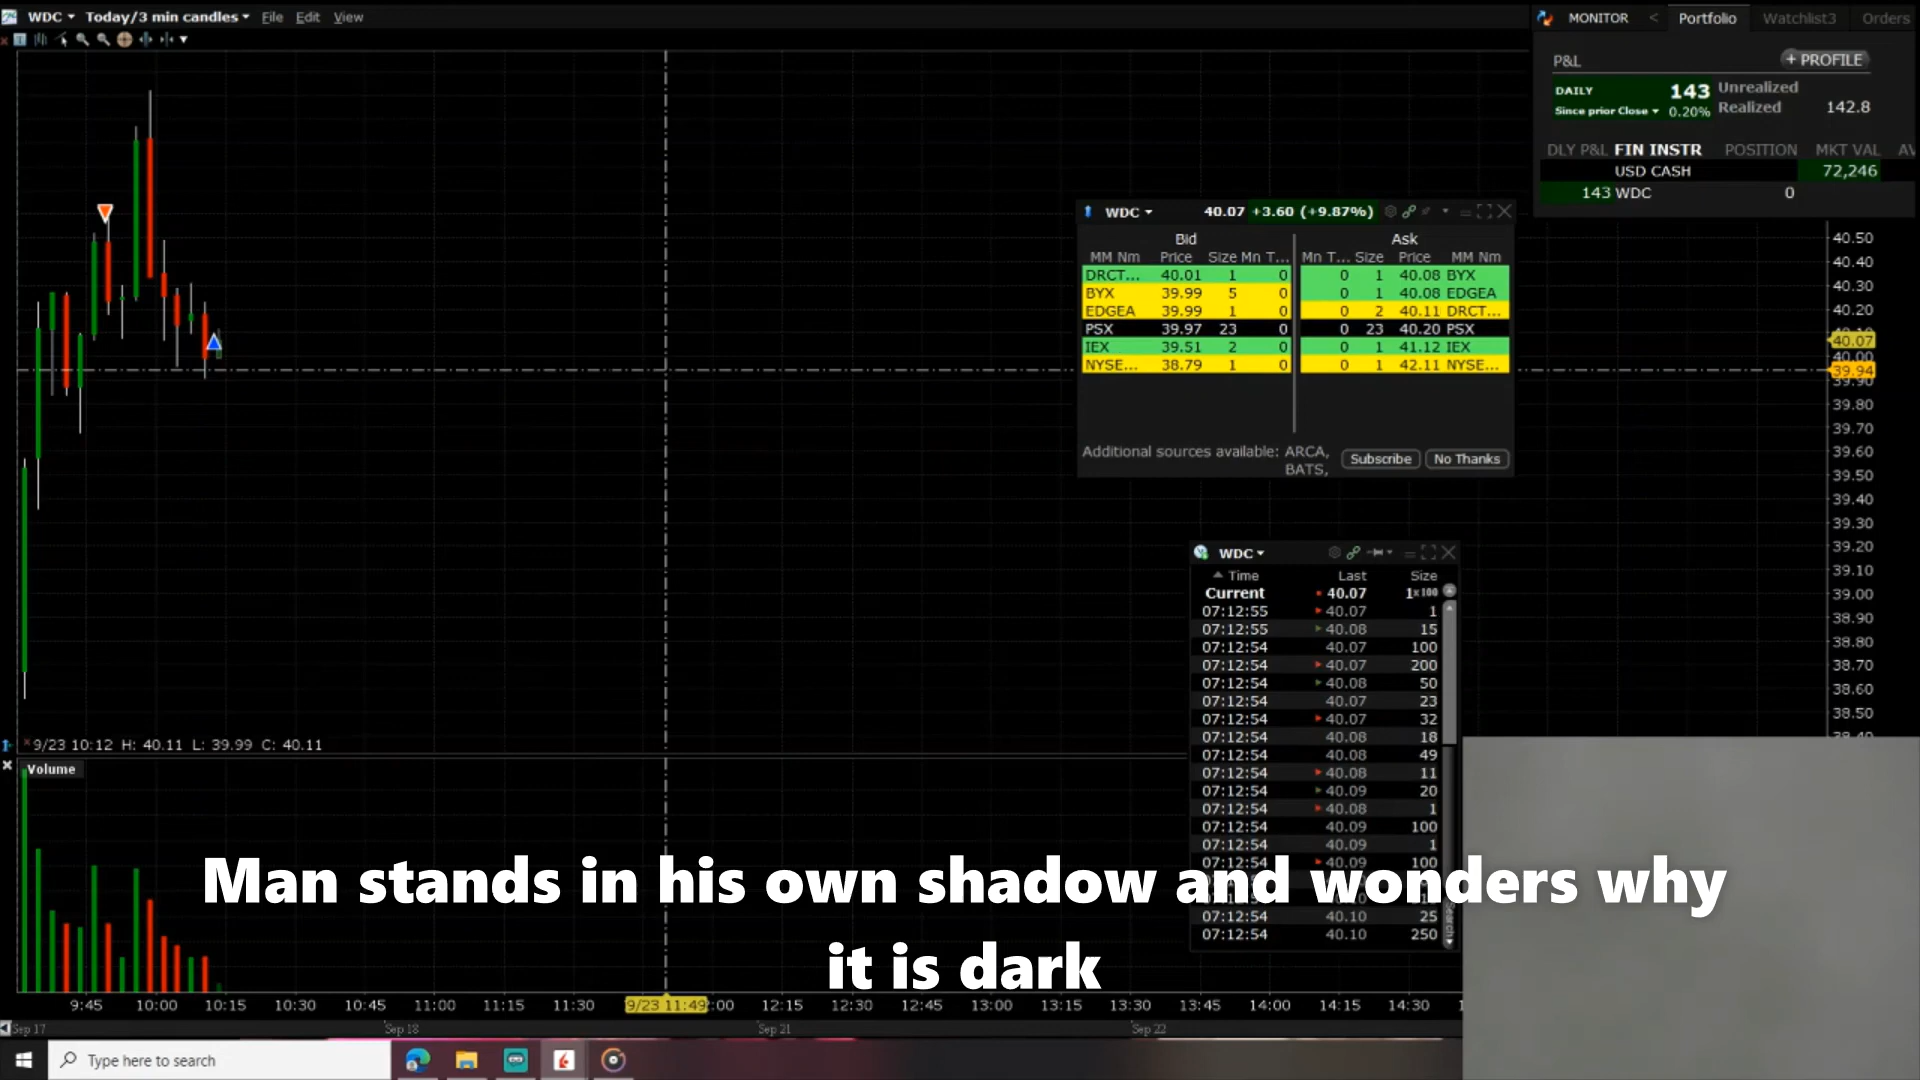 WDC Today/3 min candles File Edit View
MONITOR < Portfolio Watchlist3 Orders
P&L + PROFILE
DAILY 143 Unrealized
Since prior Close 0.20% Realized 142.8
DLY P&L FIN INSTR POSITION MKT VAL AV
USD CASH 72,246
143 WDC 0
WDC 40.07 +3.60 (+9.87%)
Bid Ask
MM Nm Price Size Mn T... Mn T... Size Price MM Nm
DRCT... 40.01 1 0 0 1 40.08 BYX
BYX 39.99 5 0 0 1 40.08 EDGEA
EDGEA 39.99 1 0 0 2 40.11 DRCT...
PSX 39.97 23 0 0 23 40.20 PSX
IEX 39.51 2 0 0 1 41.12 IEX
NYSE... 38.79 1 0 0 1 42.11 NYSE...
Additional sources available: ARCA,
BATS,
Subscribe No Thanks
40.50
40.40
40.30
40.20
40.07
40.00
39.94
39.90
39.80
39.70
39.60
39.50
39.40
39.30
39.20
39.10
39.00
38.90
38.80
38.70
38.60
38.50
WDC
Time Last Size
Current 40.07 1x100
07:12:55 40.07 1
07:12:55 40.08 15
07:12:54 40.07 100
07:12:54 40.07 200
07:12:54 40.08 50
07:12:54 40.07 23
07:12:54 40.07 32
07:12:54 40.08 18
07:12:54 40.08 49
07:12:54 40.08 11
07:12:54 40.09 20
07:12:54 40.08 1
07:12:54 40.09 100
07:12:54 40.09 1
07:12:54 40.09 100
07:12:54 40.10 25
07:12:54 40.10 250
Search
9/23 10:12 H: 40.11 L: 39.99 C: 40.11
Volume
Man stands in his own shadow and wonders why
it is dark
9:45 10:00 10:15 10:30 10:45 11:00 11:15 11:30 9/23 11:49 :00 12:15 12:30 12:45 13:00 13:15 13:30 13:45 14:00 14:15 14:30
Sep 17 Sep 18 Sep 21 Sep 22
Type here to search